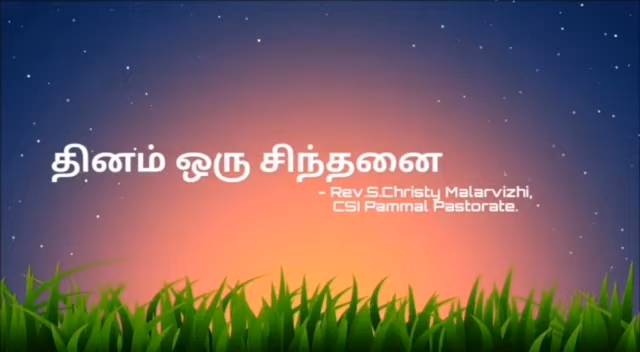 தினம் ஒரு சிந்தனை
- Rev.S.Christy Malarvizhi,
CSI Pammal Pastorate.